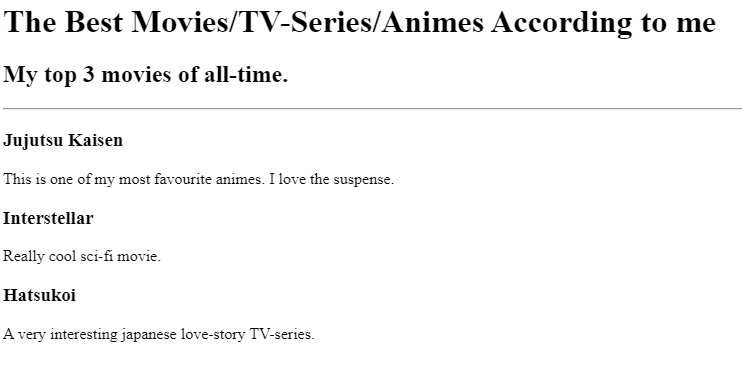 The Best Movies/TV-Series/Animes According to me
My top 3 movies of all-time.
Jujutsu Kaisen
This is one of my most favourite animes. I love the suspense.
Interstellar
Really cool sci-fi movie.
Hatsukoi
A very interesting japanese love-story TV-series.